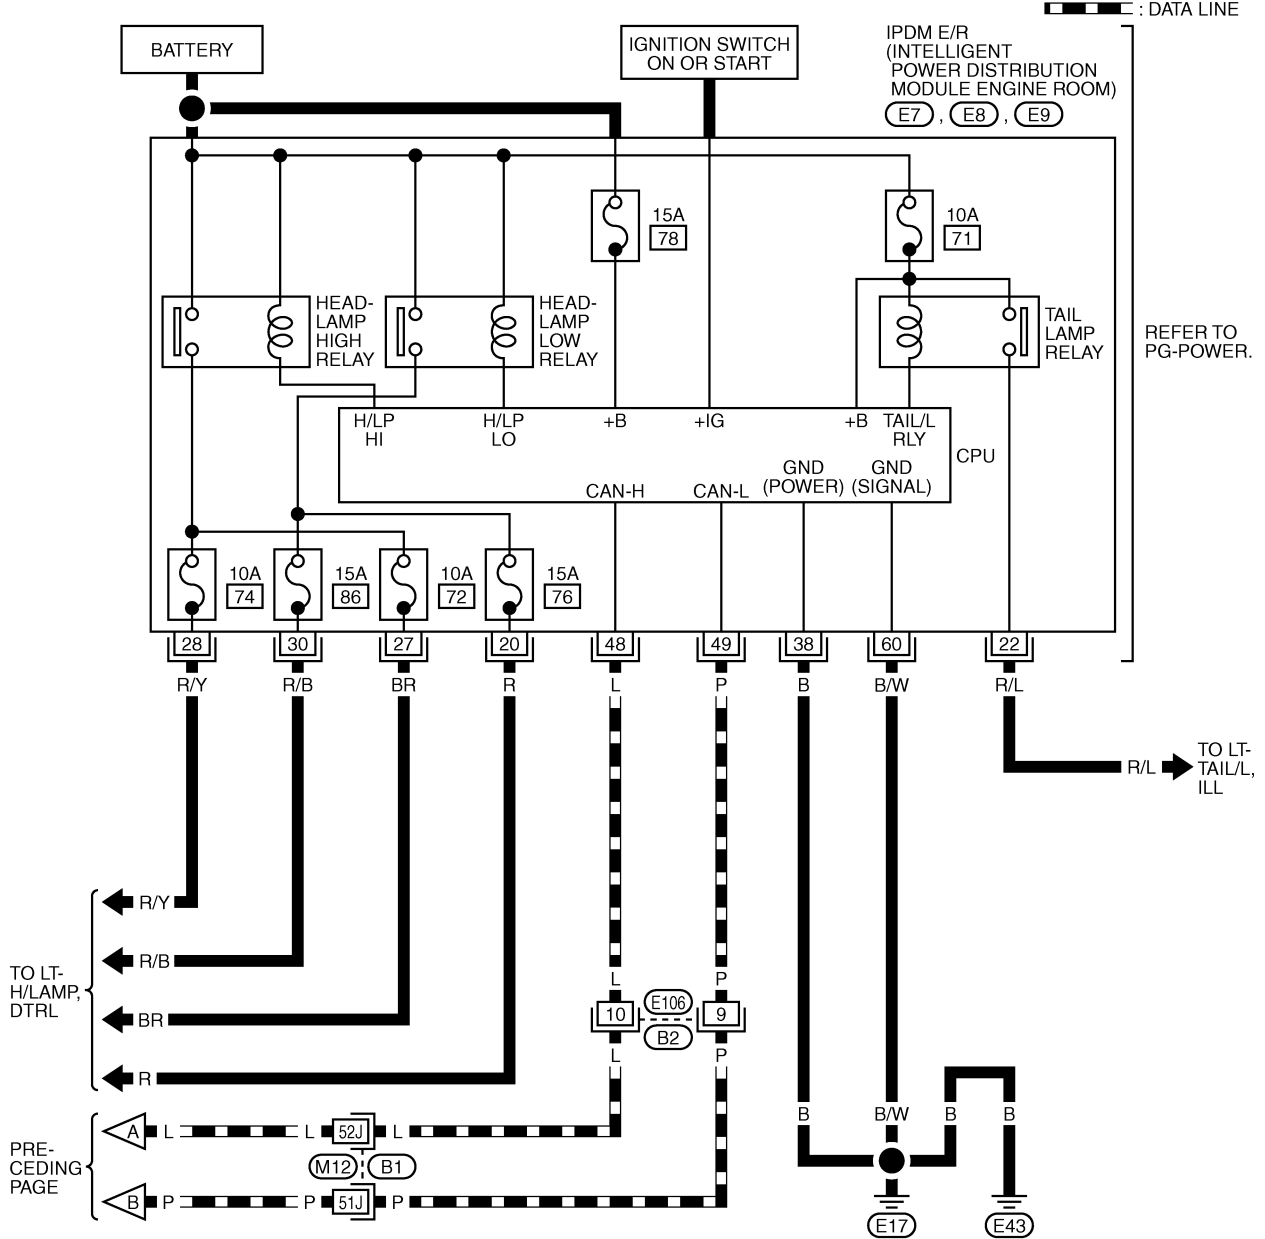 : DATA LINE
BATTERY
IGNITION SWITCH
ON OR START
IPDM E/R
(INTELLIGENT
POWER DISTRIBUTION
MODULE ENGINE ROOM)
E7 , E8 , E9
15A
78
10A
71
HEAD-
LAMP
HIGH
RELAY
HEAD-
LAMP
LOW
RELAY
TAIL
LAMP
RELAY
REFER TO
PG-POWER.
H/LP
HI
H/LP
LO
+B
+IG
+B
TAIL/L
RLY
CPU
CAN-H
CAN-L
GND
(POWER)
GND
(SIGNAL)
10A
74
15A
86
10A
72
15A
76
28 30 27 20 48 49 38 60 22
R/Y R/B BR R L P B B/W R/L
R/L
TO LT-
TAIL/L,
ILL
R/Y
R/B
BR
R
TO LT-
H/LAMP,
DTRL
L P
10 E106 9
B2
L P
B B/W B B
PRE-
CEDING
PAGE
A L L 52J L
M12 B1
B P P 51J P
E17 E43